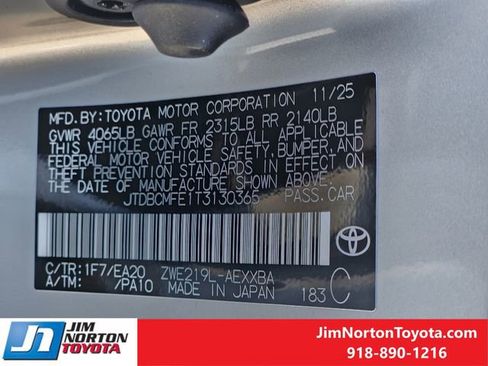 MFD.BY:TOYOTA MOTOR CORPORATION 11/25
GVWR 4065LB GAWR FR 2315LB RR 2140LB
THIS VEHICLE CONFORMS TO ALL APPLICABLE
FEDERAL MOTOR VEHICLE SAFETY,BUMPER,AND
THEFT PREVENTION STANDARDS IN EFFECT ON
THE DATE OF MANUFACTURE SHOWN ABOVE.
JTDBCMFE1T3130365 PASS.CAR
TOYOTA
C/TR:1F7/EA20 ZWE219L-AEXXBA
A/TM: /PA10 MADE IN JAPAN 183 C
JIM
NORTON
TOYOTA
JimNortonToyota.com
918-890-1216